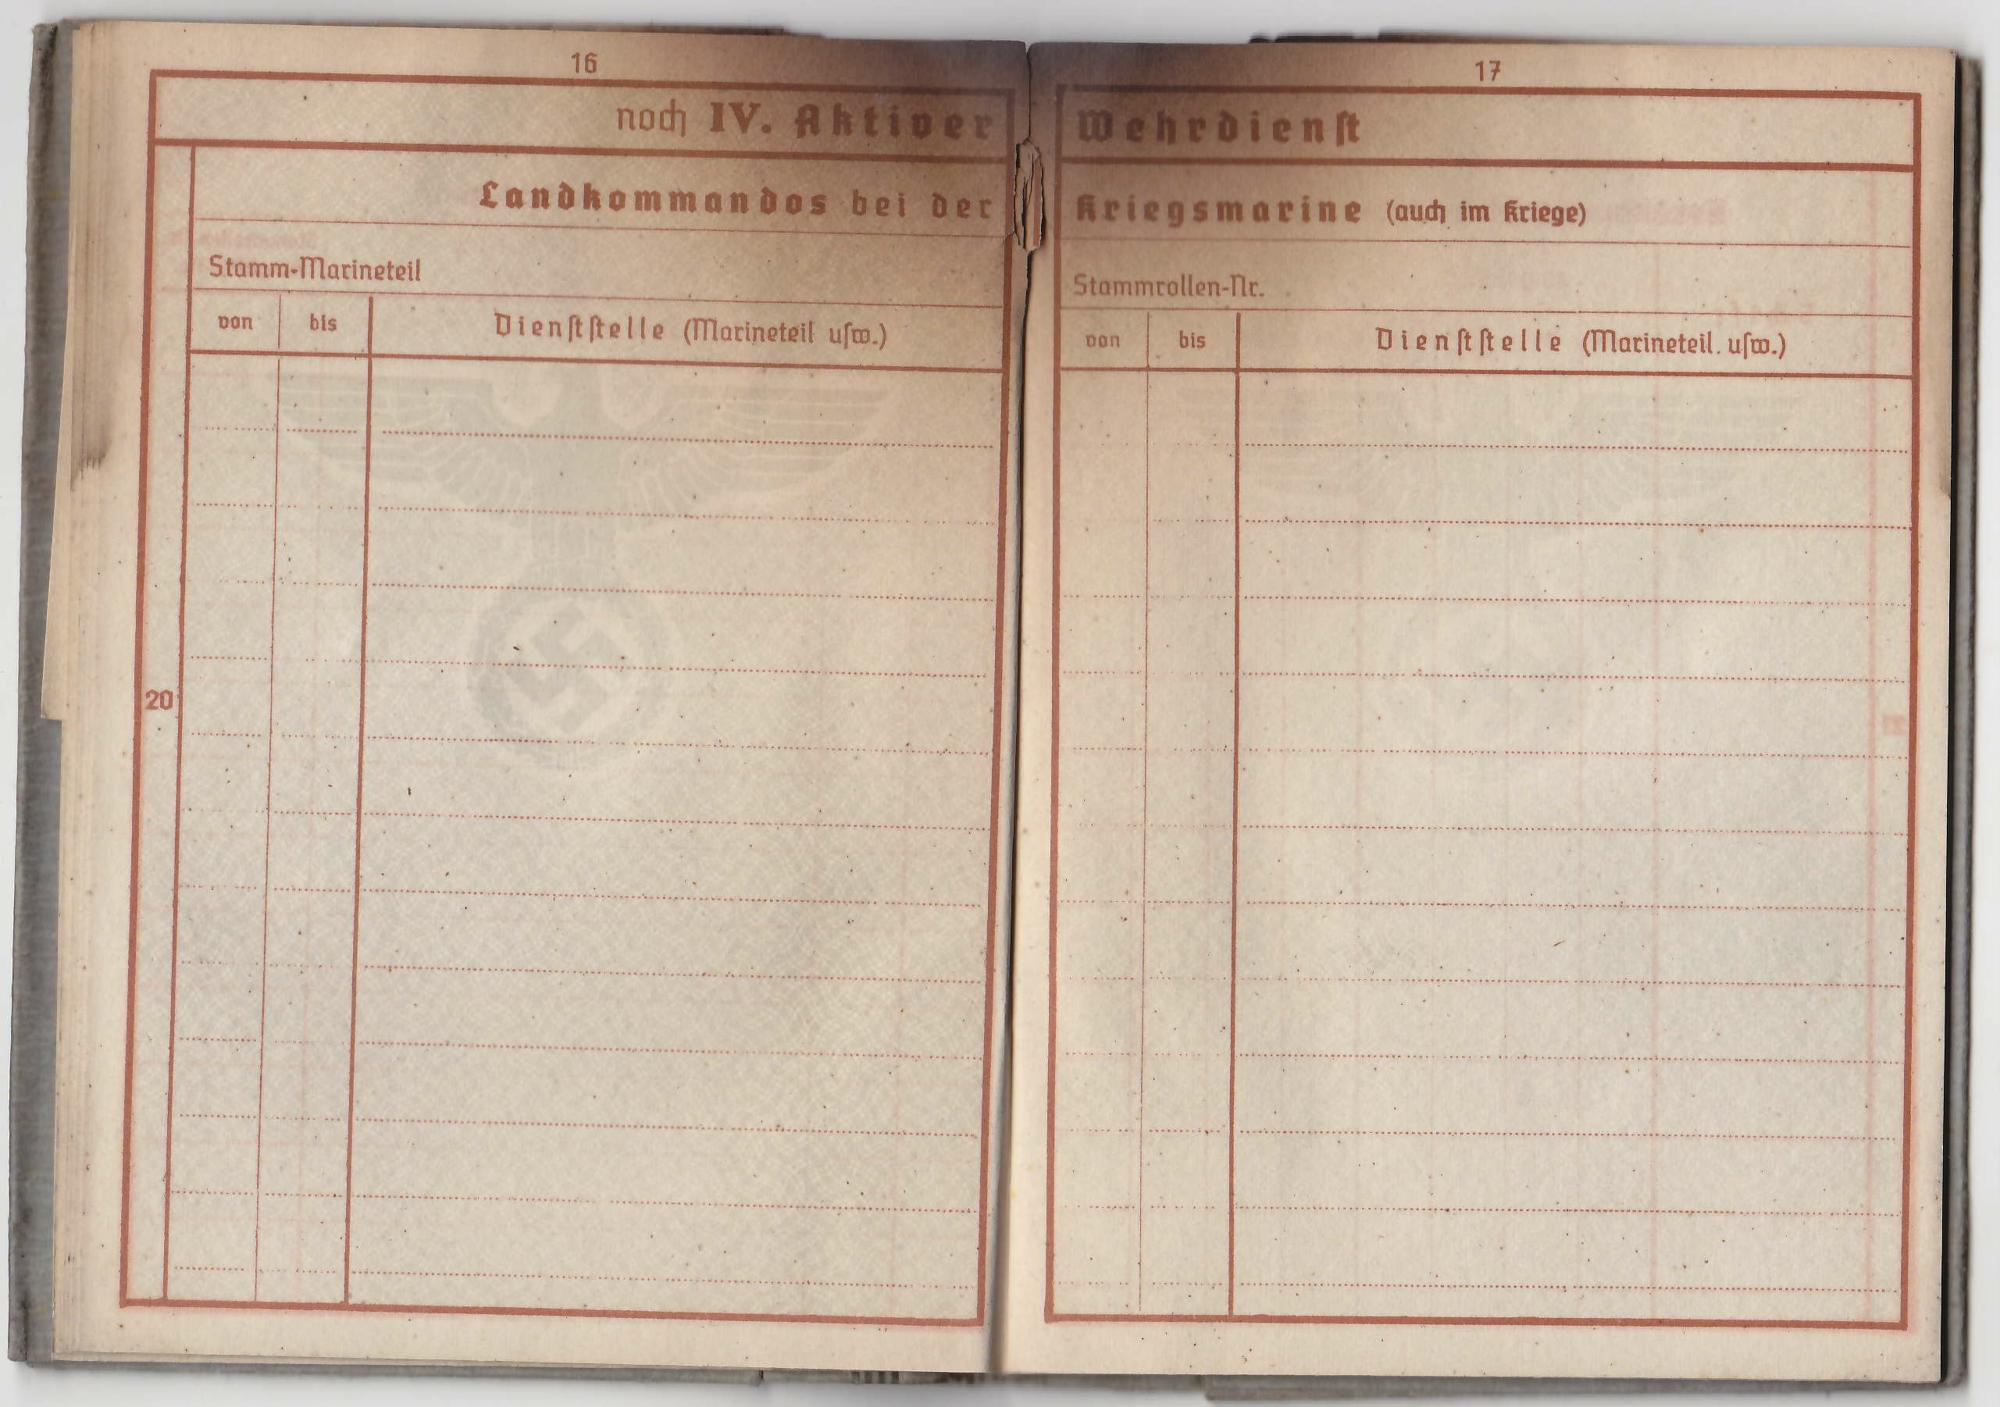 16
noch IV. Aktiver
Landkommandos bei der
Stamm-Marineteil
von bis Dienſtſtelle (Marineteil uſw.)
20
17
Wehrdienſt
Kriegsmarine (auch im Kriege)
Stammrollen-Nr.
von bis Dienſtſtelle (Marineteil. uſw.)